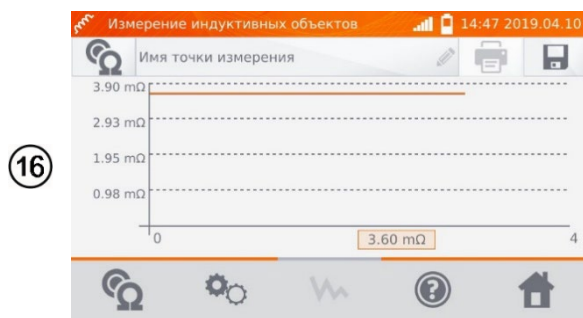 Измерение индуктивных объектов 14:47 2019.04.10
Имя точки измерения
3.90 mΩ
2.93 mΩ
16
1.95 mΩ
0.98 mΩ
0 3.60 mΩ 4